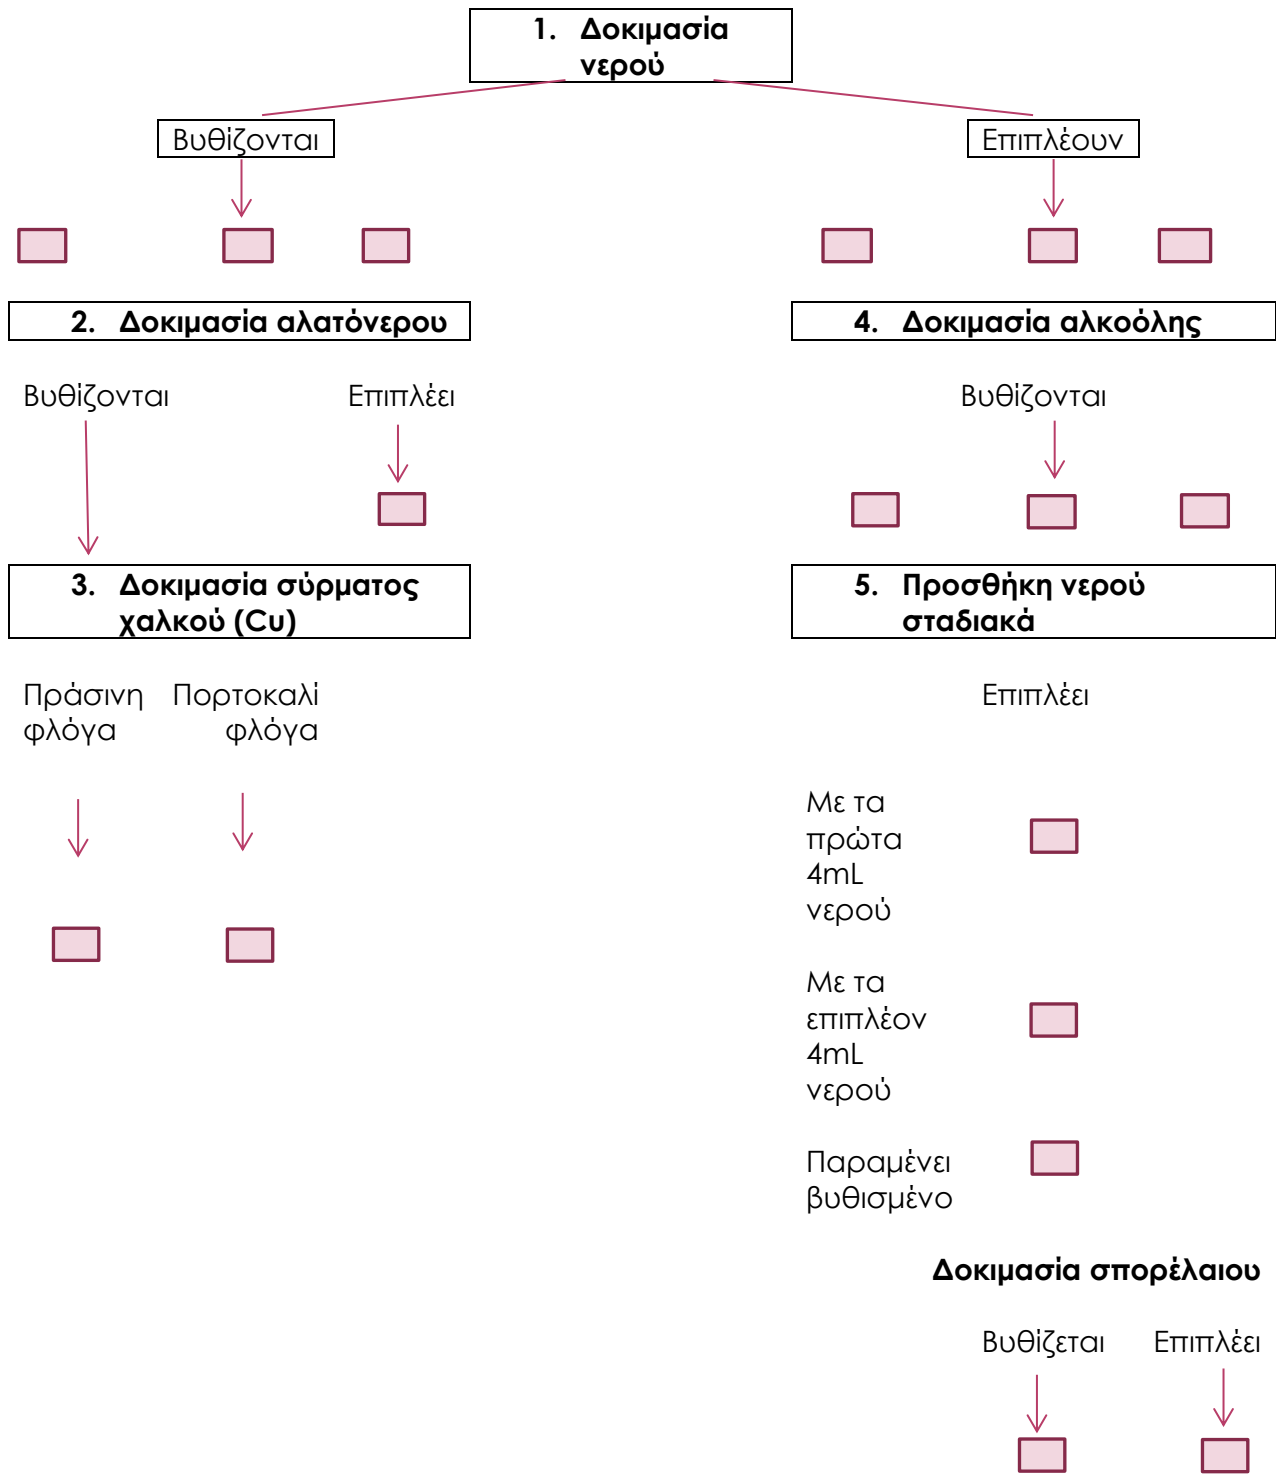 1. Δοκιμασία
νερού
Βυθίζονται
Επιπλέουν
2. Δοκιμασία αλατόνερου
4. Δοκιμασία αλκοόλης
Βυθίζονται
Επιπλέει
Βυθίζονται
3. Δοκιμασία σύρματος
χαλκού (Cu)
5. Προσθήκη νερού
σταδιακά
Πράσινη
φλόγα
Πορτοκαλί
φλόγα
Επιπλέει
Με τα
πρώτα
4mL
νερού
Με τα
επιπλέον
4mL
νερού
Παραμένει
βυθισμένο
Δοκιμασία σπορέλαιου
Βυθίζεται
Επιπλέει